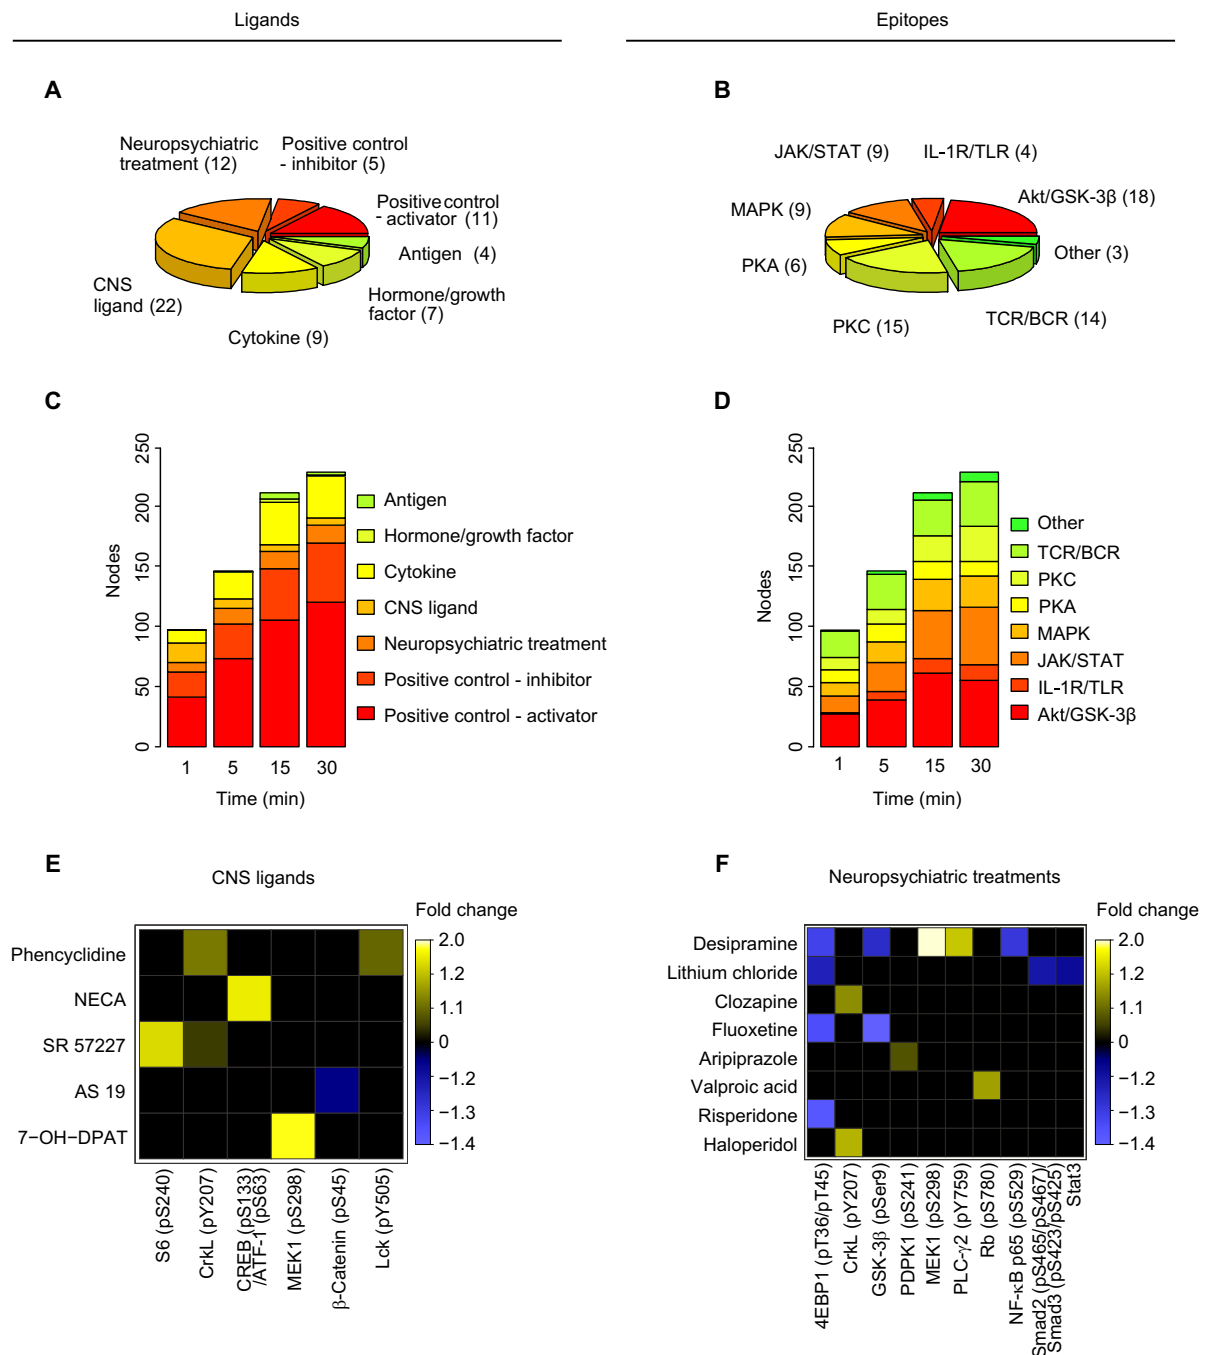 Ligands
Epitopes
A
B
Neuropsychiatric
treatment (12)
Positive control
- inhibitor (5)
Positive control
- activator (11)
Antigen (4)
Hormone/growth
factor (7)
Cytokine (9)
CNS
ligand (22)
JAK/STAT (9)
IL-1R/TLR (4)
Akt/GSK-3β (18)
MAPK (9)
PKA (6)
Other (3)
PKC (15)
TCR/BCR (14)
C
Nodes
250
200
150
100
50
0
1 5 15 30
Time (min)
Antigen
Hormone/growth factor
Cytokine
CNS ligand
Neuropsychiatric treatment
Positive control - inhibitor
Positive control - activator
D
Nodes
250
200
150
100
50
0
1 5 15 30
Time (min)
Other
TCR/BCR
PKC
PKA
MAPK
JAK/STAT
IL-1R/TLR
Akt/GSK-3β
E
CNS ligands
Fold change
Phencyclidine
NECA
SR 57227
AS 19
7−OH−DPAT
2.0
1.2
1.1
0
−1.2
−1.3
−1.4
S6 (pS240)
CrkL (pY207)
CREB (pS133)
/ATF-1 (pS63)
MEK1 (pS298)
β-Catenin (pS45)
Lck (pY505)
F
Neuropsychiatric treatments
Fold change
Desipramine
Lithium chloride
Clozapine
Fluoxetine
Aripiprazole
Valproic acid
Risperidone
Haloperidol
2.0
1.2
1.1
0
−1.2
−1.3
−1.4
4EBP1 (pT36/pT45)
CrkL (pY207)
GSK-3β (pSer9)
PDPK1 (pS241)
MEK1 (pS298)
PLC-γ2 (pY759)
Rb (pS780)
NF-κB p65 (pS529)
Smad2 (pS465/pS467)/
Smad3 (pS423/pS425)
Stat3